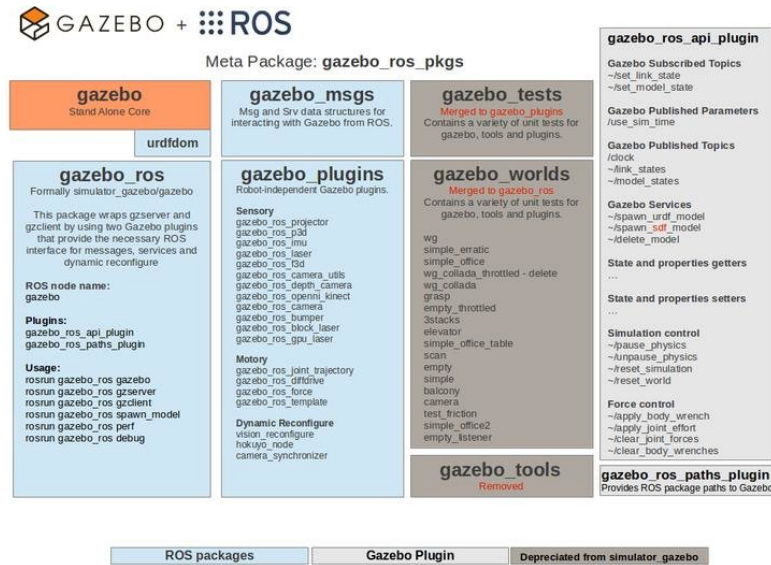 GAZEBO + ROS
Meta Package: gazebo_ros_pkgs
gazebo
Stand Alone Core
urdfdom
gazebo_ros
Formally simulator_gazebo/gazebo
This package wraps gzserver and
gzclient by using two Gazebo plugins
that provide the necessary ROS
interface for messages, services and
dynamic reconfigure
ROS node name:
gazebo
Plugins:
gazebo_ros_api_plugin
gazebo_ros_paths_plugin
Usage:
rosrun gazebo_ros gazebo
rosrun gazebo_ros gzserver
rosrun gazebo_ros gzclient
rosrun gazebo_ros spawn_model
rosrun gazebo_ros perf
rosrun gazebo_ros debug
gazebo_msgs
Msg and Srv data structures for
interacting with Gazebo from ROS.
gazebo_plugins
Robot-independent Gazebo plugins.
Sensory
gazebo_ros_projector
gazebo_ros_p3d
gazebo_ros_imu
gazebo_ros_laser
gazebo_ros_f3d
gazebo_ros_camera_utils
gazebo_ros_depth_camera
gazebo_ros_openni_kinect
gazebo_ros_camera
gazebo_ros_bumper
gazebo_ros_block_laser
gazebo_ros_gpu_laser
Motory
gazebo_ros_joint_trajectory
gazebo_ros_diffdrive
gazebo_ros_force
gazebo_ros_template
Dynamic Reconfigure
vision_reconfigure
hokuyo_node
camera_synchronizer
gazebo_tests
Merged to gazebo_plugins
Contains a variety of unit tests for
gazebo, tools and plugins.
gazebo_worlds
Merged to gazebo_ros
Contains a variety of unit tests for
gazebo, tools and plugins.
wg
simple_erratic
simple_office
wg_collada_throttled - delete
wg_collada
grasp
empty_throttled
3stacks
elevator
simple_office_table
scan
empty
simple
balcony
camera
test_friction
simple_office2
empty_listener
gazebo_tools
Removed
gazebo_ros_api_plugin
Gazebo Subscribed Topics
~/set_link_state
~/set_model_state
Gazebo Published Parameters
/use_sim_time
Gazebo Published Topics
/clock
~/link_states
~/model_states
Gazebo Services
~/spawn_urdf_model
~/spawn_sdf_model
~/delete_model
State and properties getters
...
State and properties setters
...
Simulation control
~/pause_physics
~/unpause_physics
~/reset_simulation
~/reset_world
Force control
~/apply_body_wrench
~/apply_joint_effort
~/clear_joint_forces
~/clear_body_wrenches
gazebo_ros_paths_plugin
Provides ROS package paths to Gazebo
ROS packages
Gazebo Plugin
Depreciated from simulator_gazebo